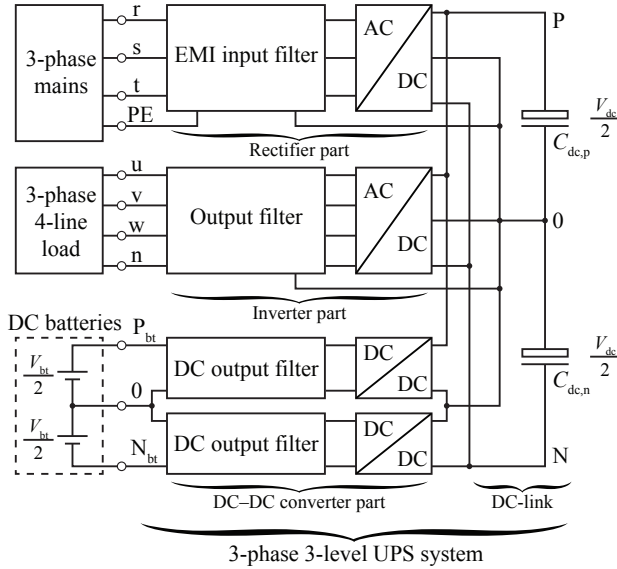 3-phase
mains
r
s
t
PE
EMI input filter
AC
DC
Rectifier part
P
C_dc,p
V_dc
2
3-phase
4-line
load
u
v
w
n
Output filter
AC
DC
Inverter part
0
DC batteries
V_bt
2
V_bt
2
P_bt
0
N_bt
DC output filter
DC
DC
DC output filter
DC
DC
DC–DC converter part
V_dc
2
C_dc,n
N
DC-link
3-phase 3-level UPS system